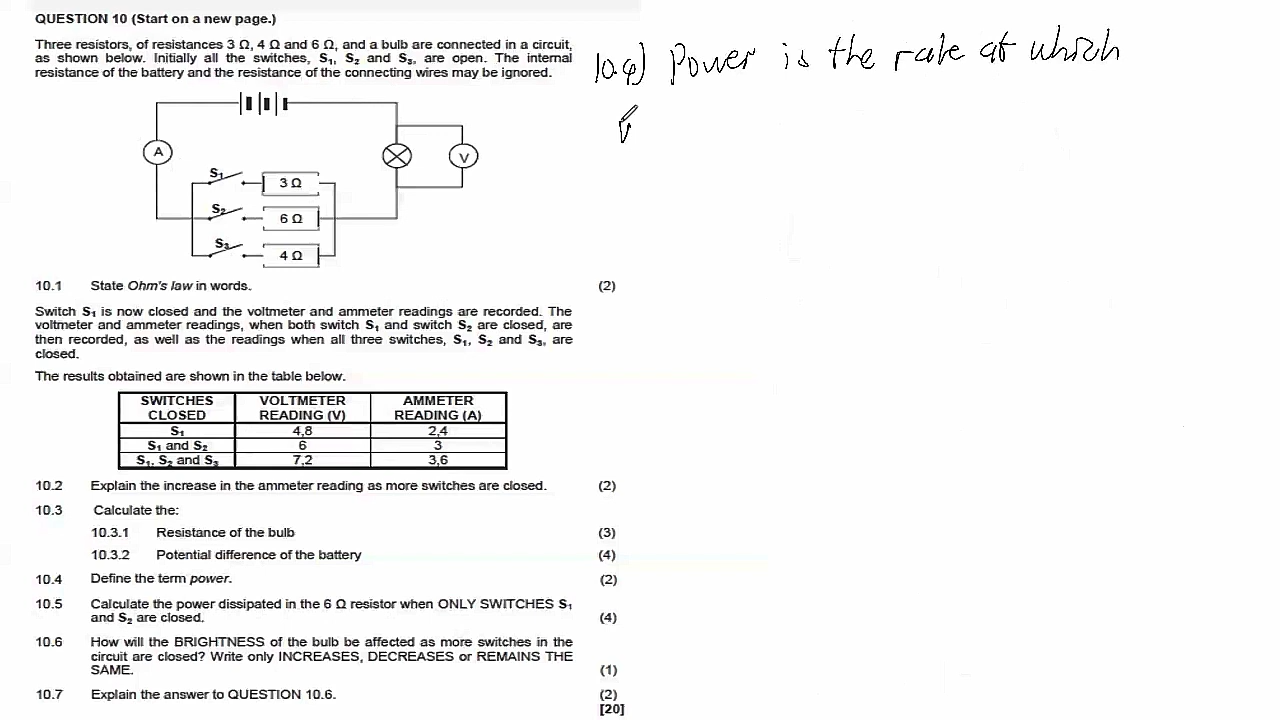 QUESTION 10 (Start on a new page.)
Three resistors, of resistances 3 Ω, 4 Ω and 6 Ω, and a bulb are connected in a circuit,
as shown below. Initially all the switches, S₁, S₂ and S₃, are open. The internal
resistance of the battery and the resistance of the connecting wires may be ignored.
A
V
S₁ 3 Ω
S₂ 6 Ω
S₃ 4 Ω
10.1 State Ohm's law in words. (2)
Switch S₁ is now closed and the voltmeter and ammeter readings are recorded. The
voltmeter and ammeter readings, when both switch S₁ and switch S₂ are closed, are
then recorded, as well as the readings when all three switches, S₁, S₂ and S₃, are
closed.
The results obtained are shown in the table below.
SWITCHES CLOSED VOLTMETER READING (V) AMMETER READING (A)
S₁ 4,8 2,4
S₁ and S₂ 6 3
S₁, S₂ and S₃ 7,2 3,6
10.2 Explain the increase in the ammeter reading as more switches are closed. (2)
10.3 Calculate the:
10.3.1 Resistance of the bulb (3)
10.3.2 Potential difference of the battery (4)
10.4 Define the term power. (2)
10.5 Calculate the power dissipated in the 6 Ω resistor when ONLY SWITCHES S₁
and S₂ are closed. (4)
10.6 How will the BRIGHTNESS of the bulb be affected as more switches in the
circuit are closed? Write only INCREASES, DECREASES or REMAINS THE
SAME. (1)
10.7 Explain the answer to QUESTION 10.6. (2)
[20]
10.4) Power is the rate at which